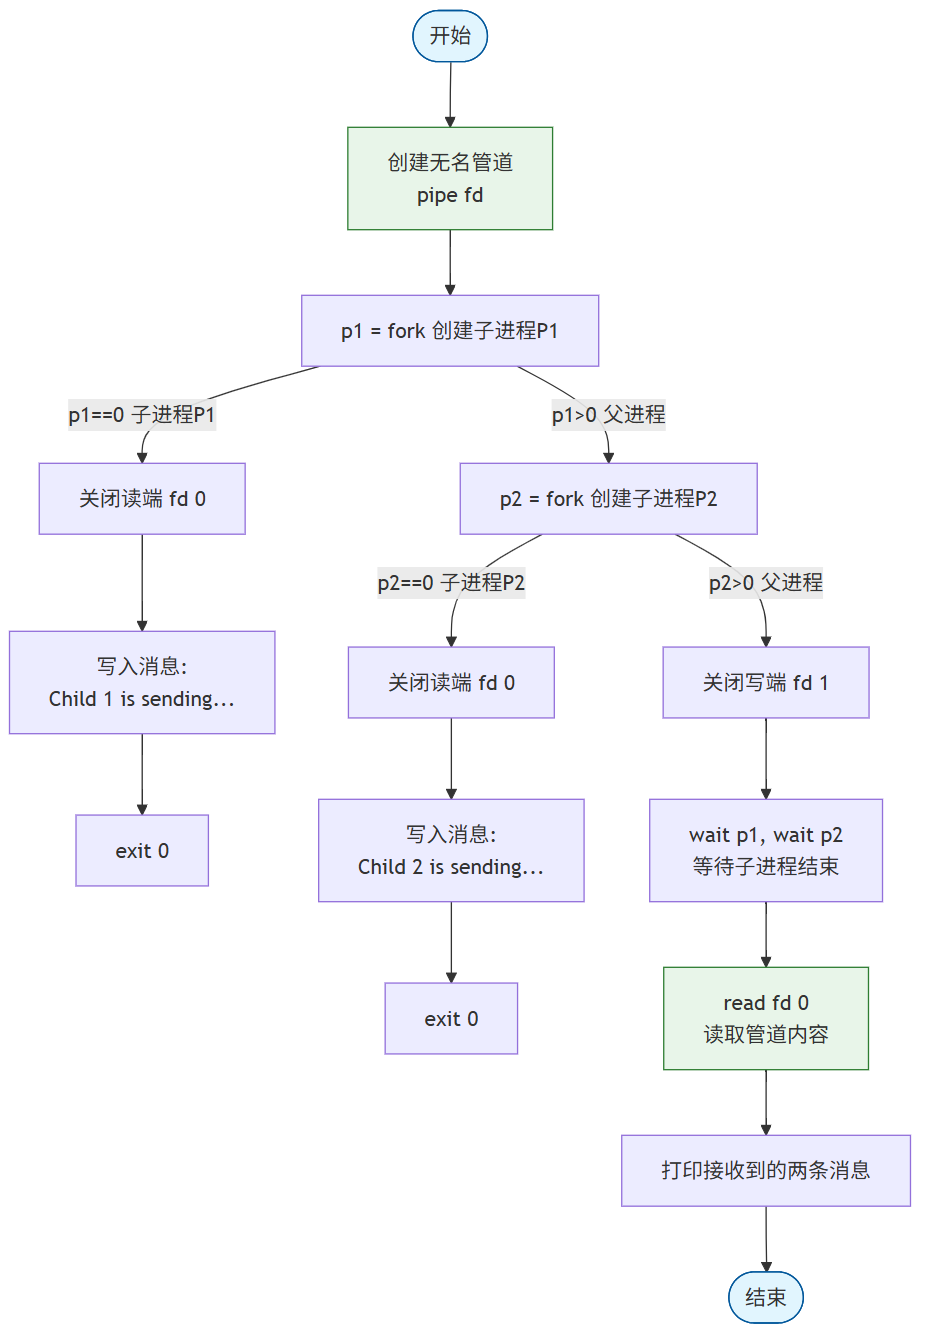 开始
创建无名管道
pipe fd
p1 = fork 创建子进程P1
p1==0 子进程P1
p1>0 父进程
关闭读端 fd 0
p2 = fork 创建子进程P2
p2==0 子进程P2
p2>0 父进程
写入消息:
Child 1 is sending...
关闭读端 fd 0
关闭写端 fd 1
exit 0
写入消息:
Child 2 is sending...
wait p1, wait p2
等待子进程结束
exit 0
read fd 0
读取管道内容
打印接收到的两条消息
结束